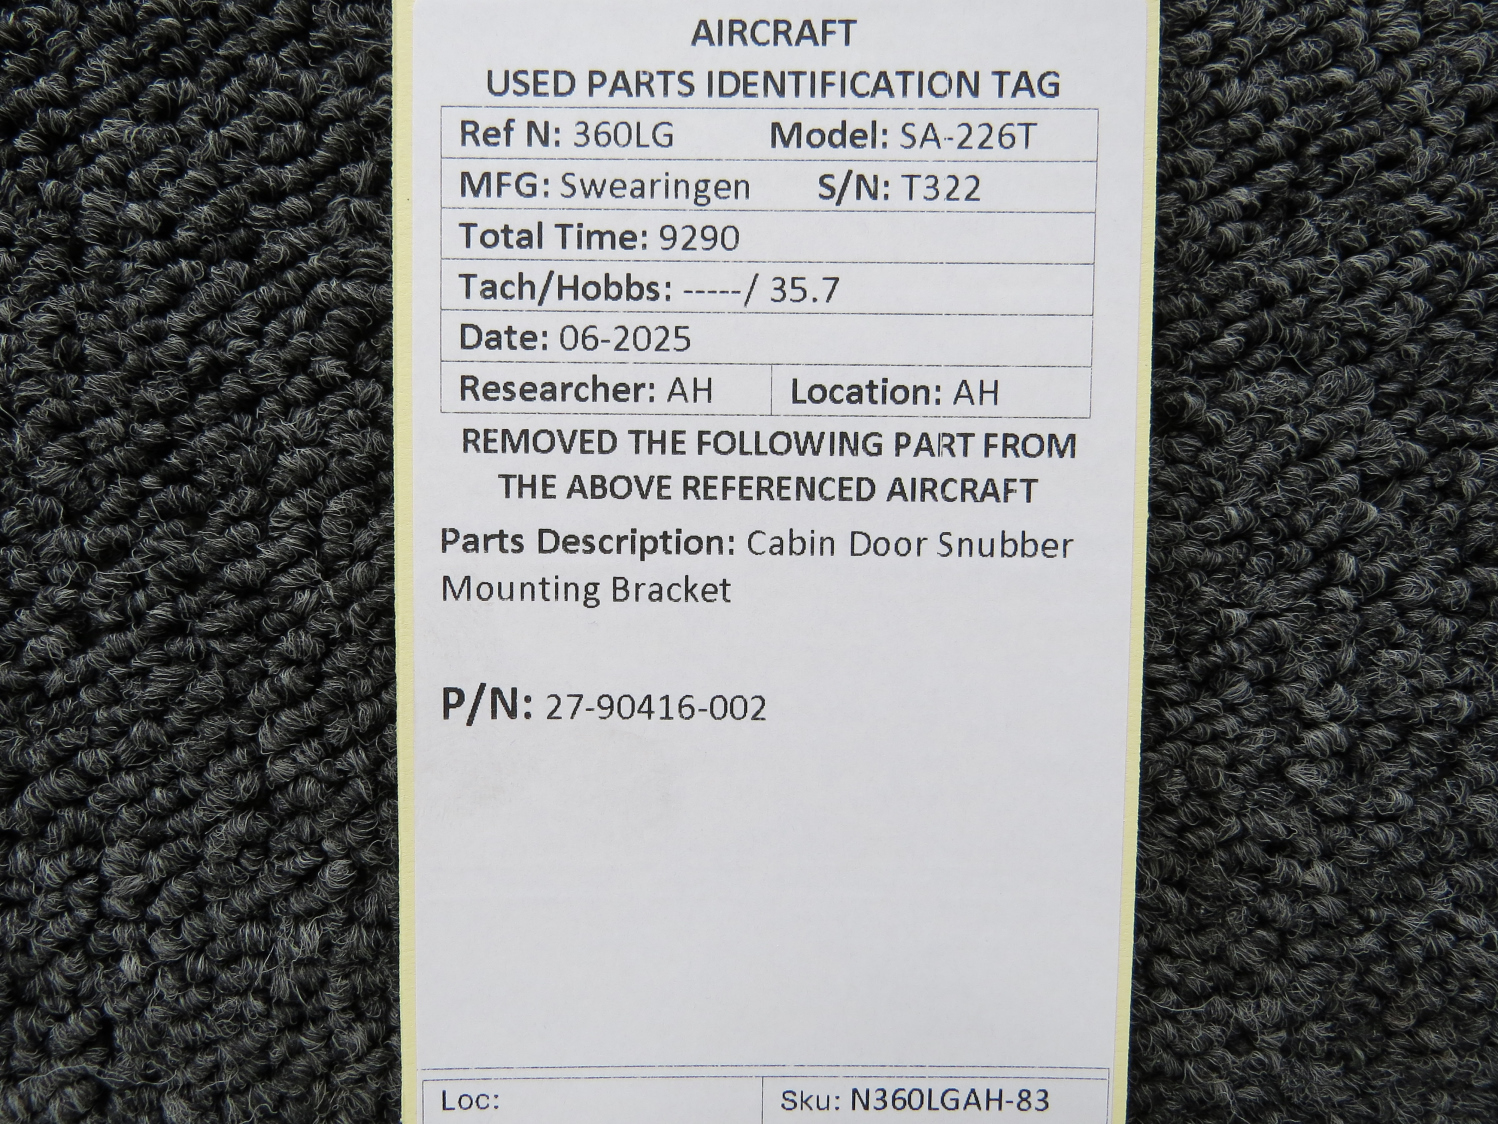 AIRCRAFT
USED PARTS IDENTIFICATION TAG
Ref N: 360LG Model: SA-226T
MFG: Swearingen S/N: T322
Total Time: 9290
Tach/Hobbs: -----/ 35.7
Date: 06-2025
Researcher: AH Location: AH
REMOVED THE FOLLOWING PART FROM
THE ABOVE REFERENCED AIRCRAFT
Parts Description: Cabin Door Snubber
Mounting Bracket
P/N: 27-90416-002
Loc: Sku: N360LGAH-83